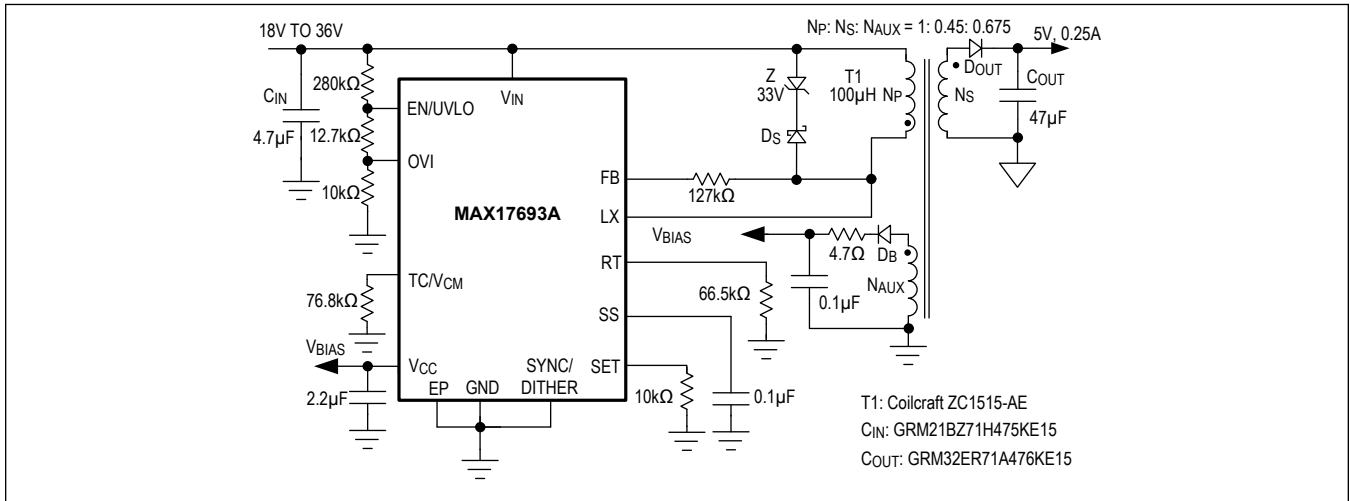 18V TO 36V
NP: NS: NAUX = 1: 0.45: 0.675
5V, 0.25A
CIN
4.7µF
280kΩ
12.7kΩ
10kΩ
EN/UVLO
OVI
VIN
Z
33V
DS
T1
100µH
NP
NS
DOUT
COUT
47µF
MAX17693A
FB
127kΩ
LX
VBIAS
4.7Ω
DB
NAUX
0.1µF
TC/VCM
76.8kΩ
RT
66.5kΩ
SS
0.1µF
VBIAS
VCC
2.2µF
EP
GND
SYNC/
DITHER
SET
10kΩ
T1: Coilcraft ZC1515-AE
CIN: GRM21BZ71H475KE15
COUT: GRM32ER71A476KE15